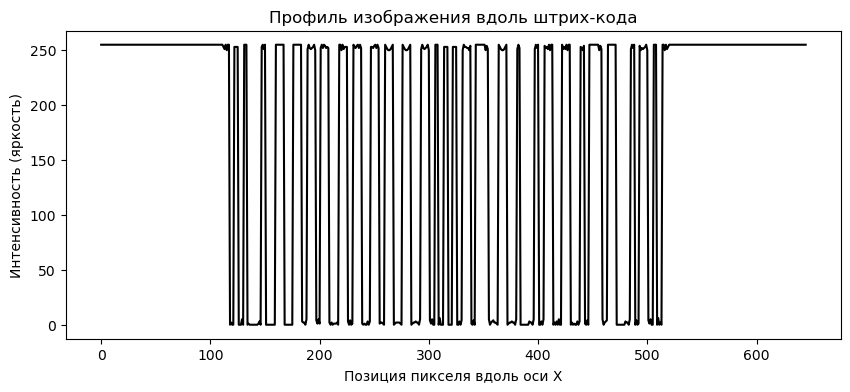 Профиль изображения вдоль штрих-кода
Интенсивность (яркость)
250
200
150
100
50
0
0 100 200 300 400 500 600
Позиция пикселя вдоль оси X